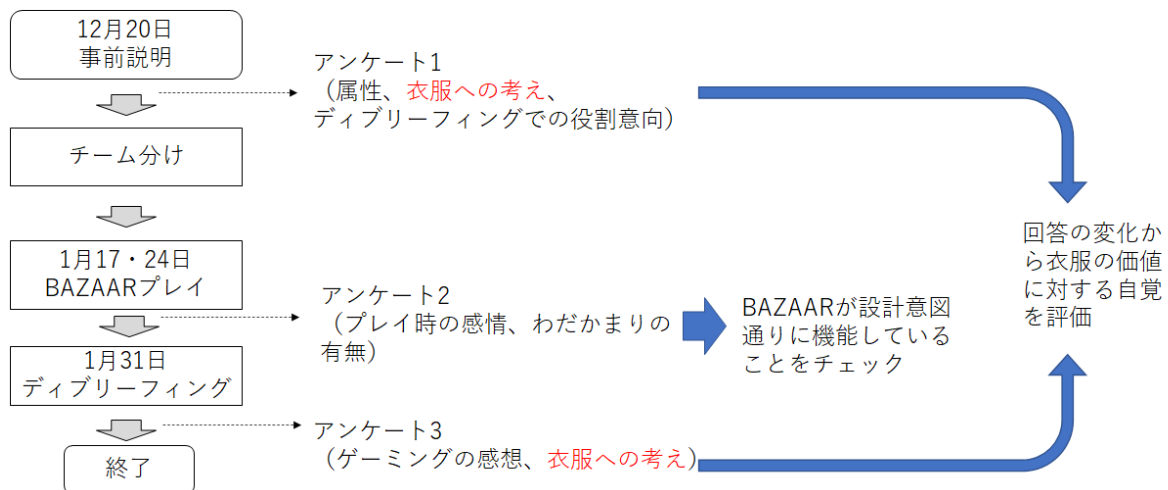 12月20日
事前説明
アンケート1
（属性、衣服への考え、
ディブリーフィングでの役割意向）
チーム分け
1月17・24日
BAZAARプレイ
アンケート2
（プレイ時の感情、わだかまりの
有無）
BAZAARが設計意図
通りに機能している
ことをチェック
回答の変化か
ら衣服の価値
に対する自覚
を評価
1月31日
ディブリーフィング
アンケート3
（ゲーミングの感想、衣服への考え）
終了